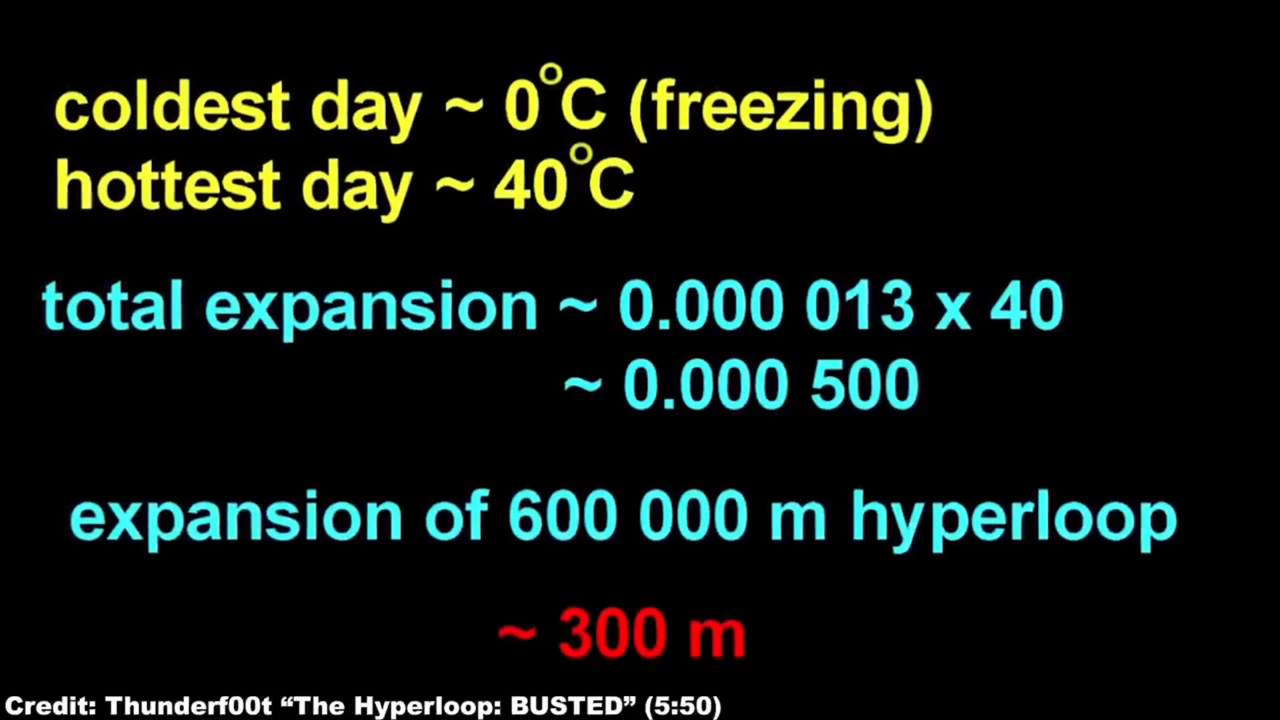 coldest day ~ 0°C (freezing)
hottest day ~ 40°C
total expansion ~ 0.000 013 x 40
~ 0.000 500
expansion of 600 000 m hyperloop
~ 300 m
Credit: Thunderf00t “The Hyperloop: BUSTED” (5:50)